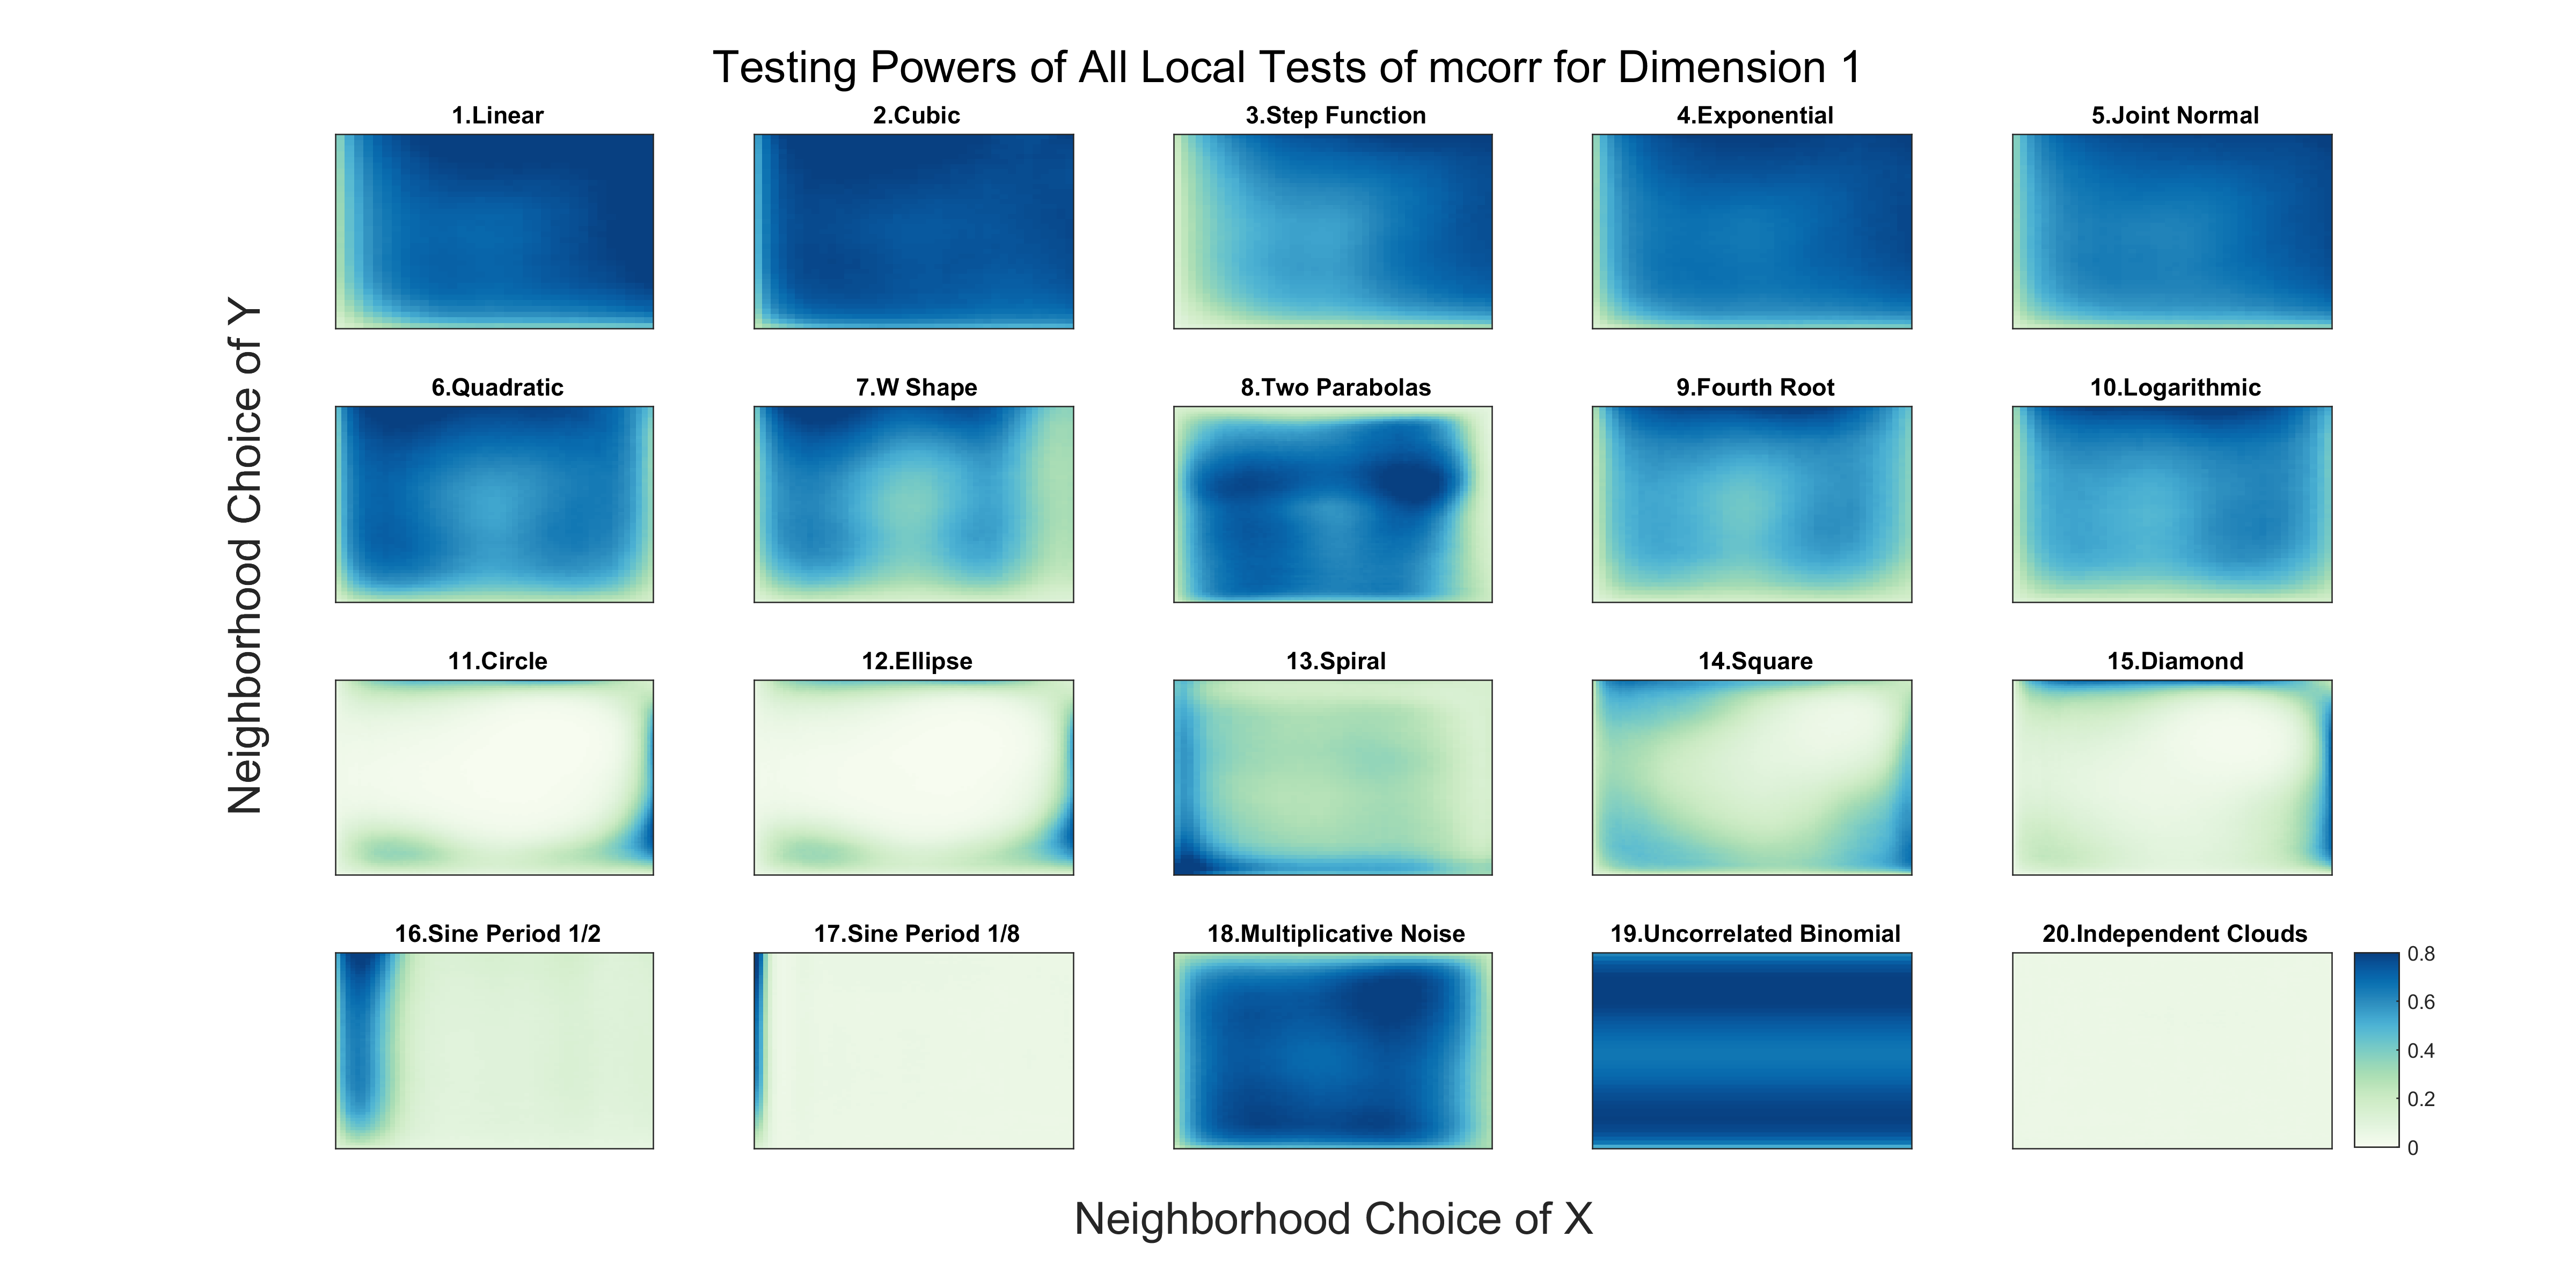 Testing Powers of All Local Tests of mcorr for Dimension 1
1.Linear
2.Cubic
3.Step Function
4.Exponential
5.Joint Normal
6.Quadratic
7.W Shape
8.Two Parabolas
9.Fourth Root
10.Logarithmic
11.Circle
12.Ellipse
13.Spiral
14.Square
15.Diamond
16.Sine Period 1/2
17.Sine Period 1/8
18.Multiplicative Noise
19.Uncorrelated Binomial
20.Independent Clouds
0.8
0.6
0.4
0.2
0
Neighborhood Choice of Y
Neighborhood Choice of X